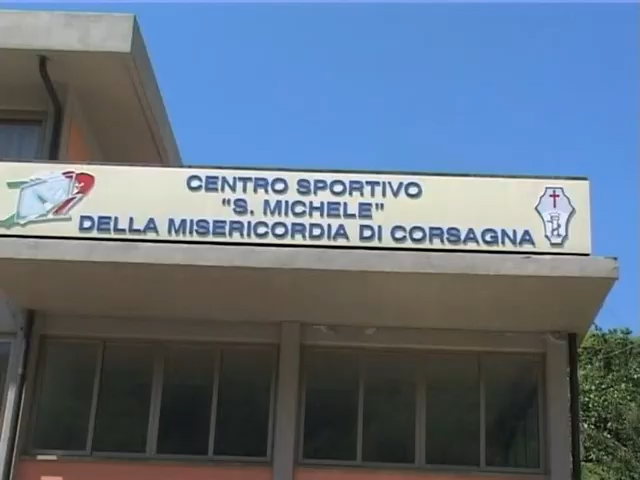 CENTRO SPORTIVO
"S. MICHELE"
DELLA MISERICORDIA DI CORSAGNA